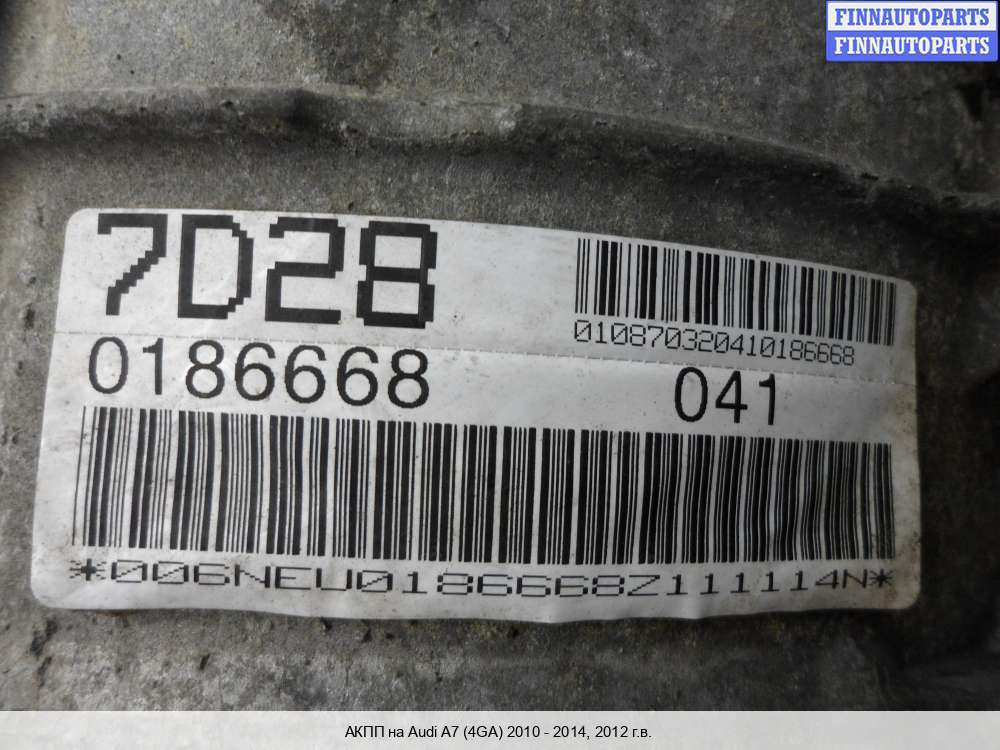 FINNAUTOPARTS
FINNAUTOPARTS
7D28
010870320410186668
0186668
041
*006NEU0186668Z111114N*
АКПП на Audi A7 (4GA) 2010 - 2014, 2012 г.в.